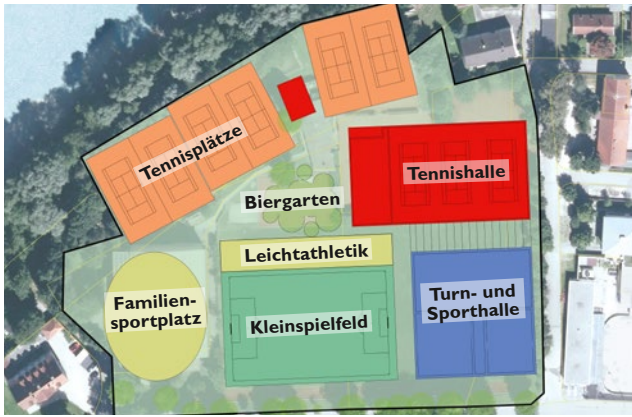 Tennisplätze
Tennishalle
Biergarten
Leichtathletik
Familien-
sportplatz
Kleinspielfeld
Turn- und
Sporthalle